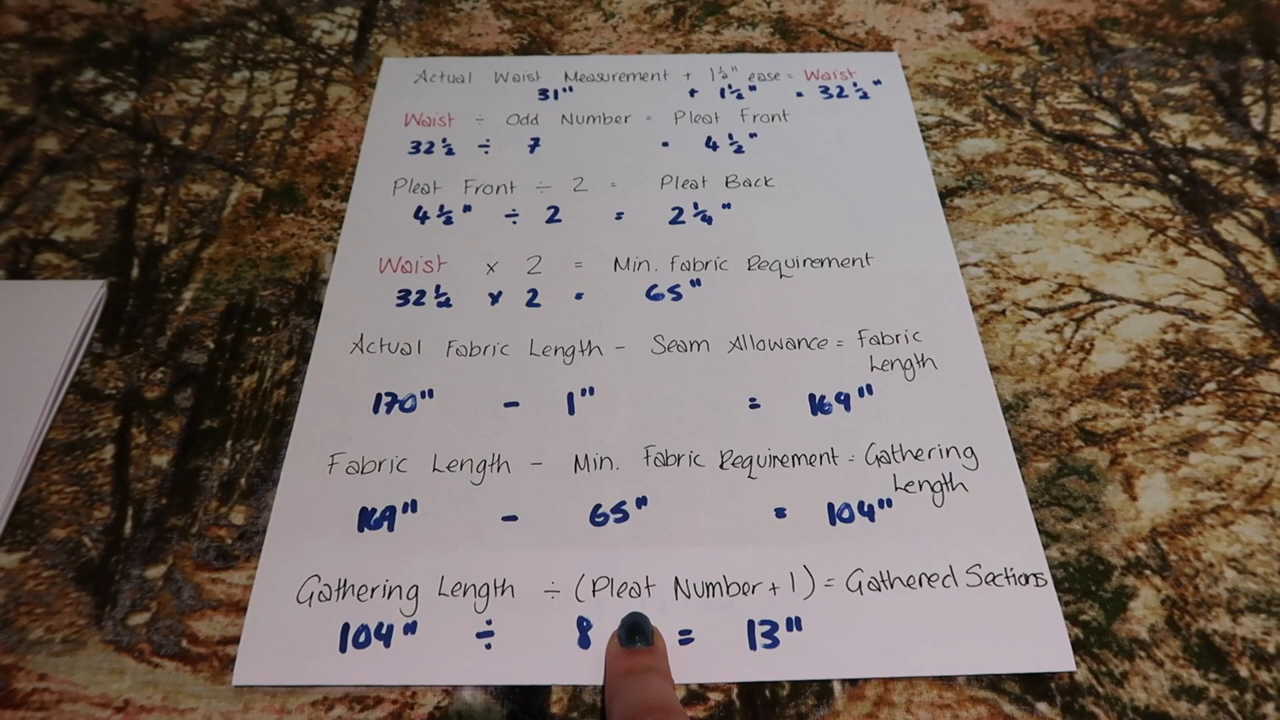 Actual Waist Measurement + 1½" ease = Waist
31" + 1½" = 32½"
Waist ÷ Odd Number = Pleat Front
32½ ÷ 7 = 4½"
Pleat Front ÷ 2 = Pleat Back
4½" ÷ 2 = 2¼"
Waist x 2 = Min. Fabric Requirement
32½ x 2 = 65"
Actual Fabric Length - Seam Allowance = Fabric
Length
170" - 1" = 169"
Fabric Length - Min. Fabric Requirement = Gathering
Length
169" - 65" = 104"
Gathering Length ÷ (Pleat Number + 1) = Gathered Sections
104" ÷ 8 = 13"